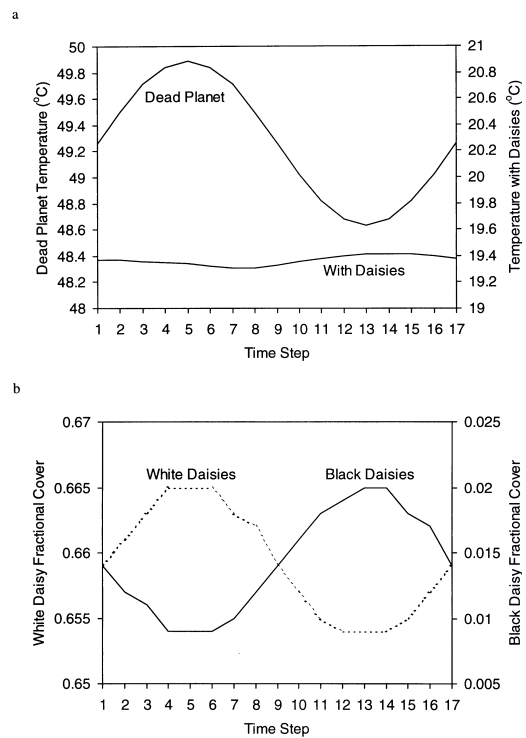 a
Dead Planet Temperature (°C)
50
49.8
49.6
49.4
49.2
49
48.8
48.6
48.4
48.2
48
Dead Planet
With Daisies
21
20.8
20.6
20.4
20.2
20
19.8
19.6
19.4
19.2
19
Temperature with Daisies (°C)
1 2 3 4 5 6 7 8 9 10 11 12 13 14 15 16 17
Time Step
b
White Daisy Fractional Cover
0.67
0.665
0.66
0.655
0.65
White Daisies
Black Daisies
0.025
0.02
0.015
0.01
0.005
Black Daisy Fractional Cover
1 2 3 4 5 6 7 8 9 10 11 12 13 14 15 16 17
Time Step